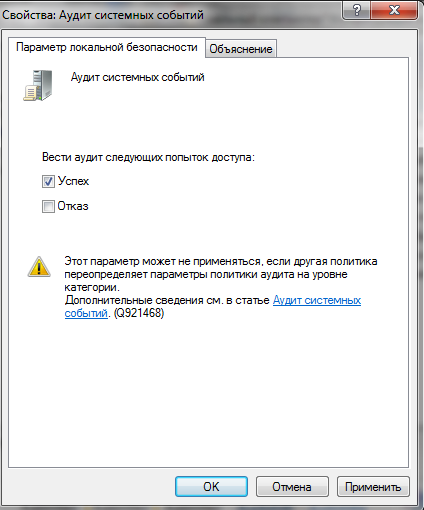 Свойства: Аудит системных событий
Параметр локальной безопасности
Объяснение
Аудит системных событий
Вести аудит следующих попыток доступа:
Успех
Отказ
Этот параметр может не применяться, если другая политика
переопределяет параметры политики аудита на уровне
категории.
Дополнительные сведения см. в статье Аудит системных
событий. (Q921468)
OK
Отмена
Применить